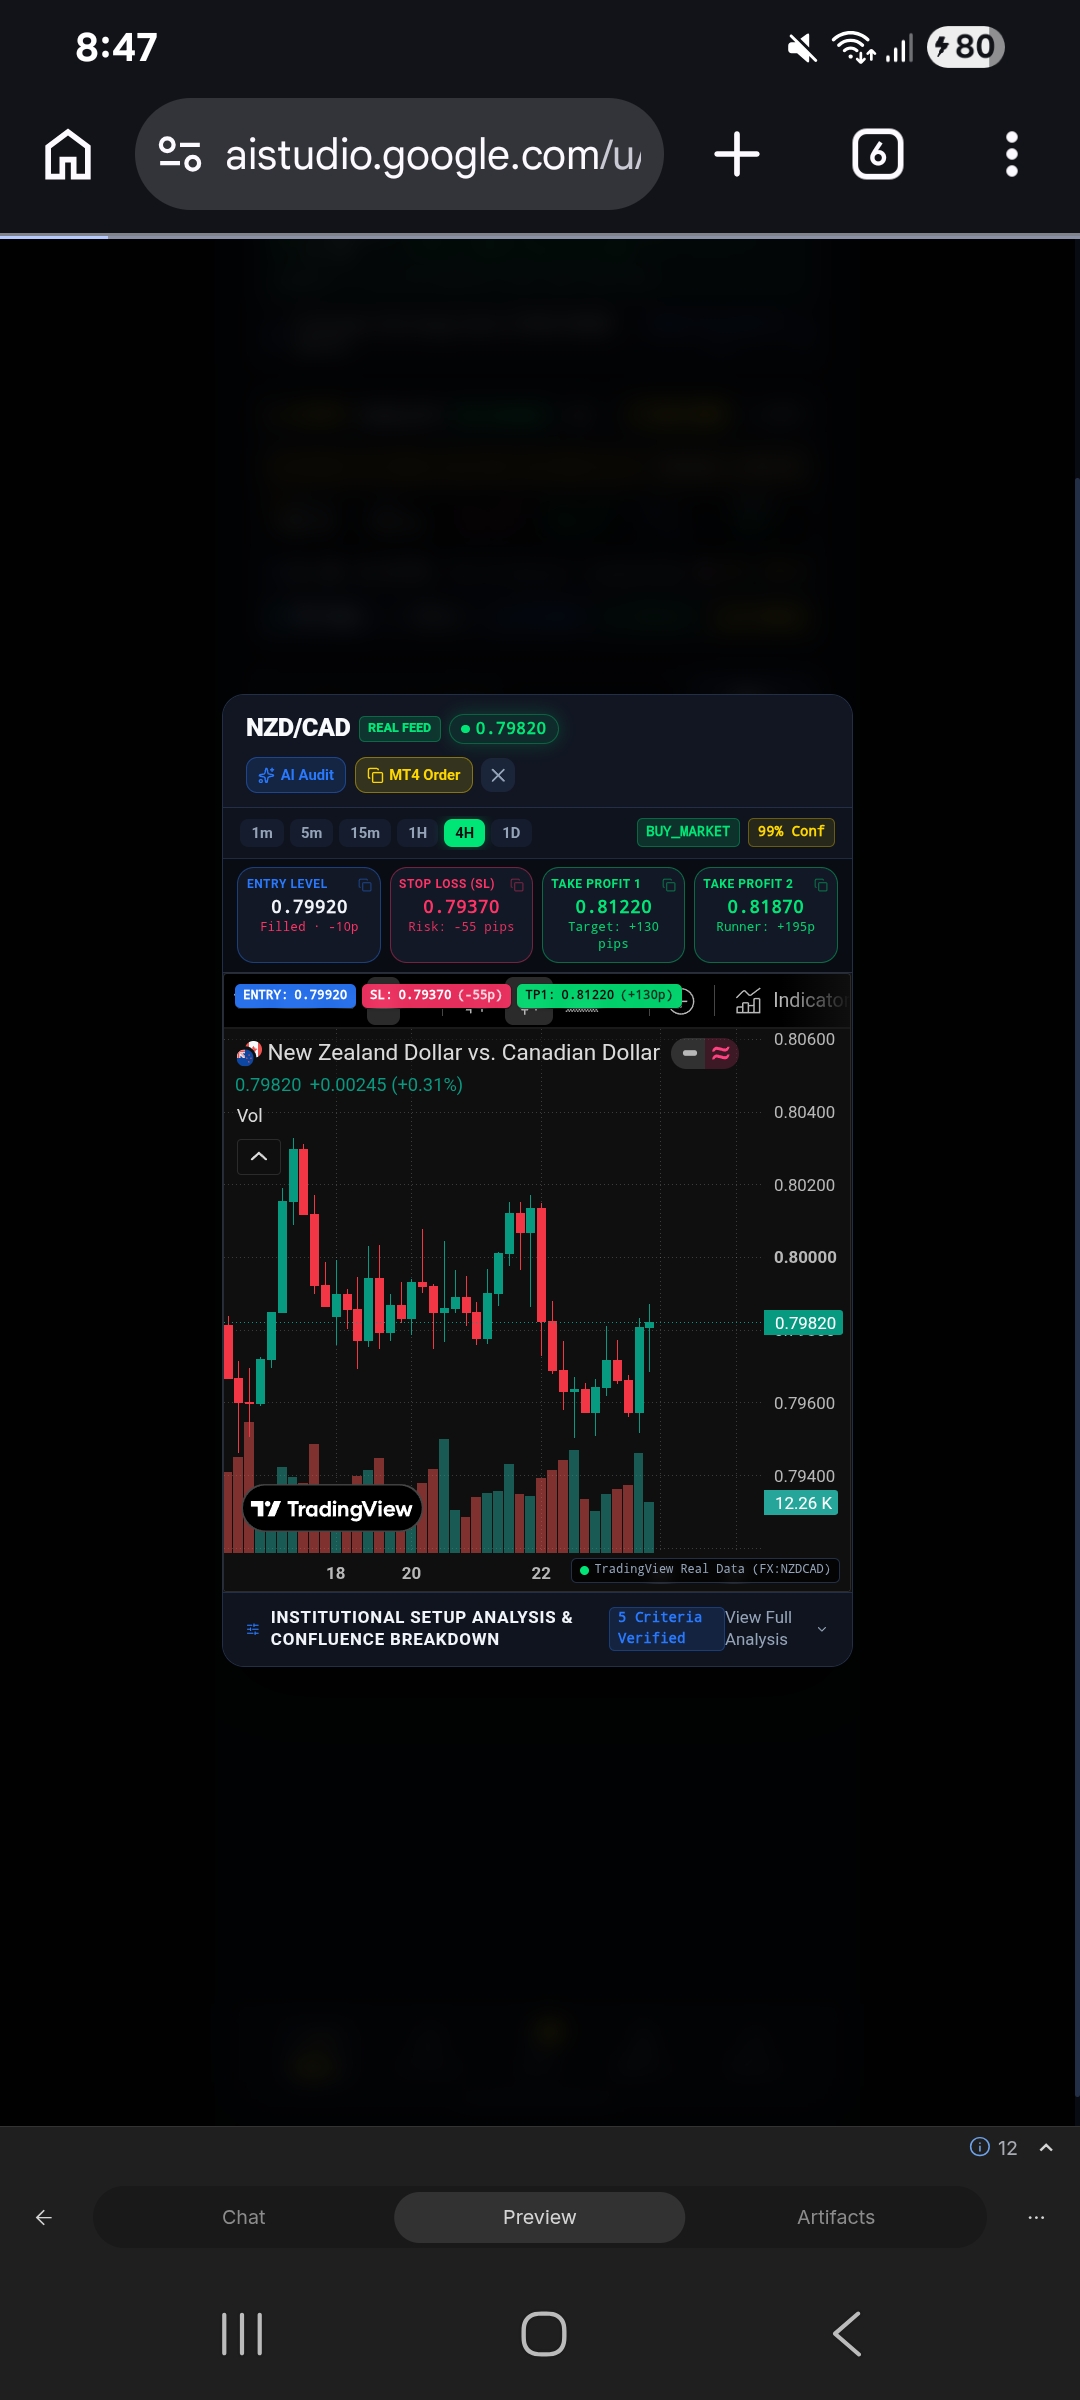 8:47
80
aistudio.google.com/u/
6
NZD/CAD REAL FEED 0.79820
AI Audit MT4 Order
1m 5m 15m 1H 4H 1D BUY_MARKET 99% Conf
ENTRY LEVEL
0.79920
Filled · -10p
STOP LOSS (SL)
0.79370
Risk: -55 pips
TAKE PROFIT 1
0.81220
Target: +130
pips
TAKE PROFIT 2
0.81870
Runner: +195p
ENTRY: 0.79920 SL: 0.79370 (-55p) TP1: 0.81220 (+130p) Indicator
New Zealand Dollar vs. Canadian Dollar
0.79820 +0.00245 (+0.31%)
Vol
0.80600
0.80400
0.80200
0.80000
0.79820
0.79600
0.79400
12.26 K
TradingView
18 20 22
TradingView Real Data (FX:NZDCAD)
INSTITUTIONAL SETUP ANALYSIS &
CONFLUENCE BREAKDOWN
5 Criteria
Verified
View Full
Analysis
12
Chat Preview Artifacts